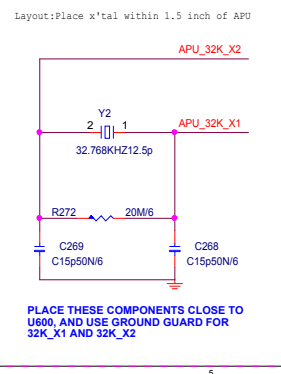 Layout:Place x'tal within 1.5 inch of APU
APU_32K_X2
Y2
2 1
APU_32K_X1
32.768KHZ12.5p
R272 20M/6
C269 C268
C15p50N/6 C15p50N/6
PLACE THESE COMPONENTS CLOSE TO
U600, AND USE GROUND GUARD FOR
32K_X1 AND 32K_X2
5